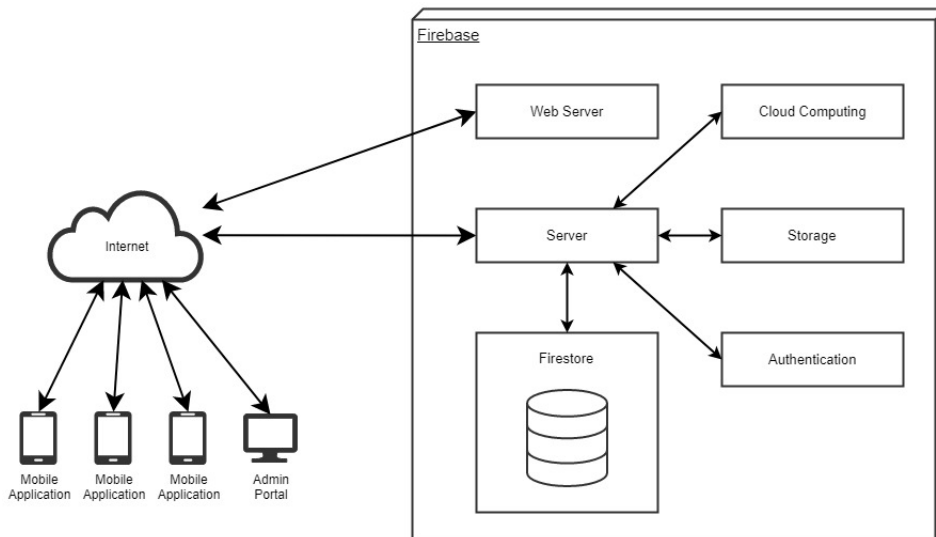 Firebase
Web Server
Cloud Computing
Internet
Server
Storage
Firestore
Authentication
Mobile
Application
Mobile
Application
Mobile
Application
Admin
Portal